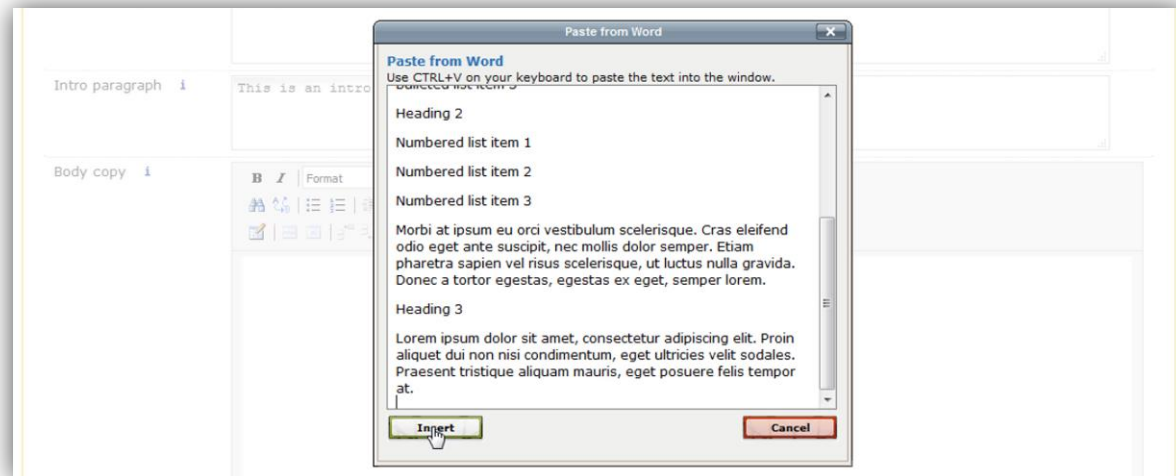 Paste from Word
Paste from Word
Use CTRL+V on your keyboard to paste the text into the window.
Bulleted list item 3
Heading 2
Numbered list item 1
Numbered list item 2
Numbered list item 3
Morbi at ipsum eu orci vestibulum scelerisque. Cras eleifend
odio eget ante suscipit, nec mollis dolor semper. Etiam
pharetra sapien vel risus scelerisque, ut luctus nulla gravida.
Donec a tortor egestas, egestas ex eget, semper lorem.
Heading 3
Lorem ipsum dolor sit amet, consectetur adipiscing elit. Proin
aliquet dui non nisi condimentum, eget ultricies velit sodales.
Praesent tristique aliquam mauris, eget posuere felis tempor
at.
Insert
Cancel
Intro paragraph i
This is an intro
Body copy i
B I Format